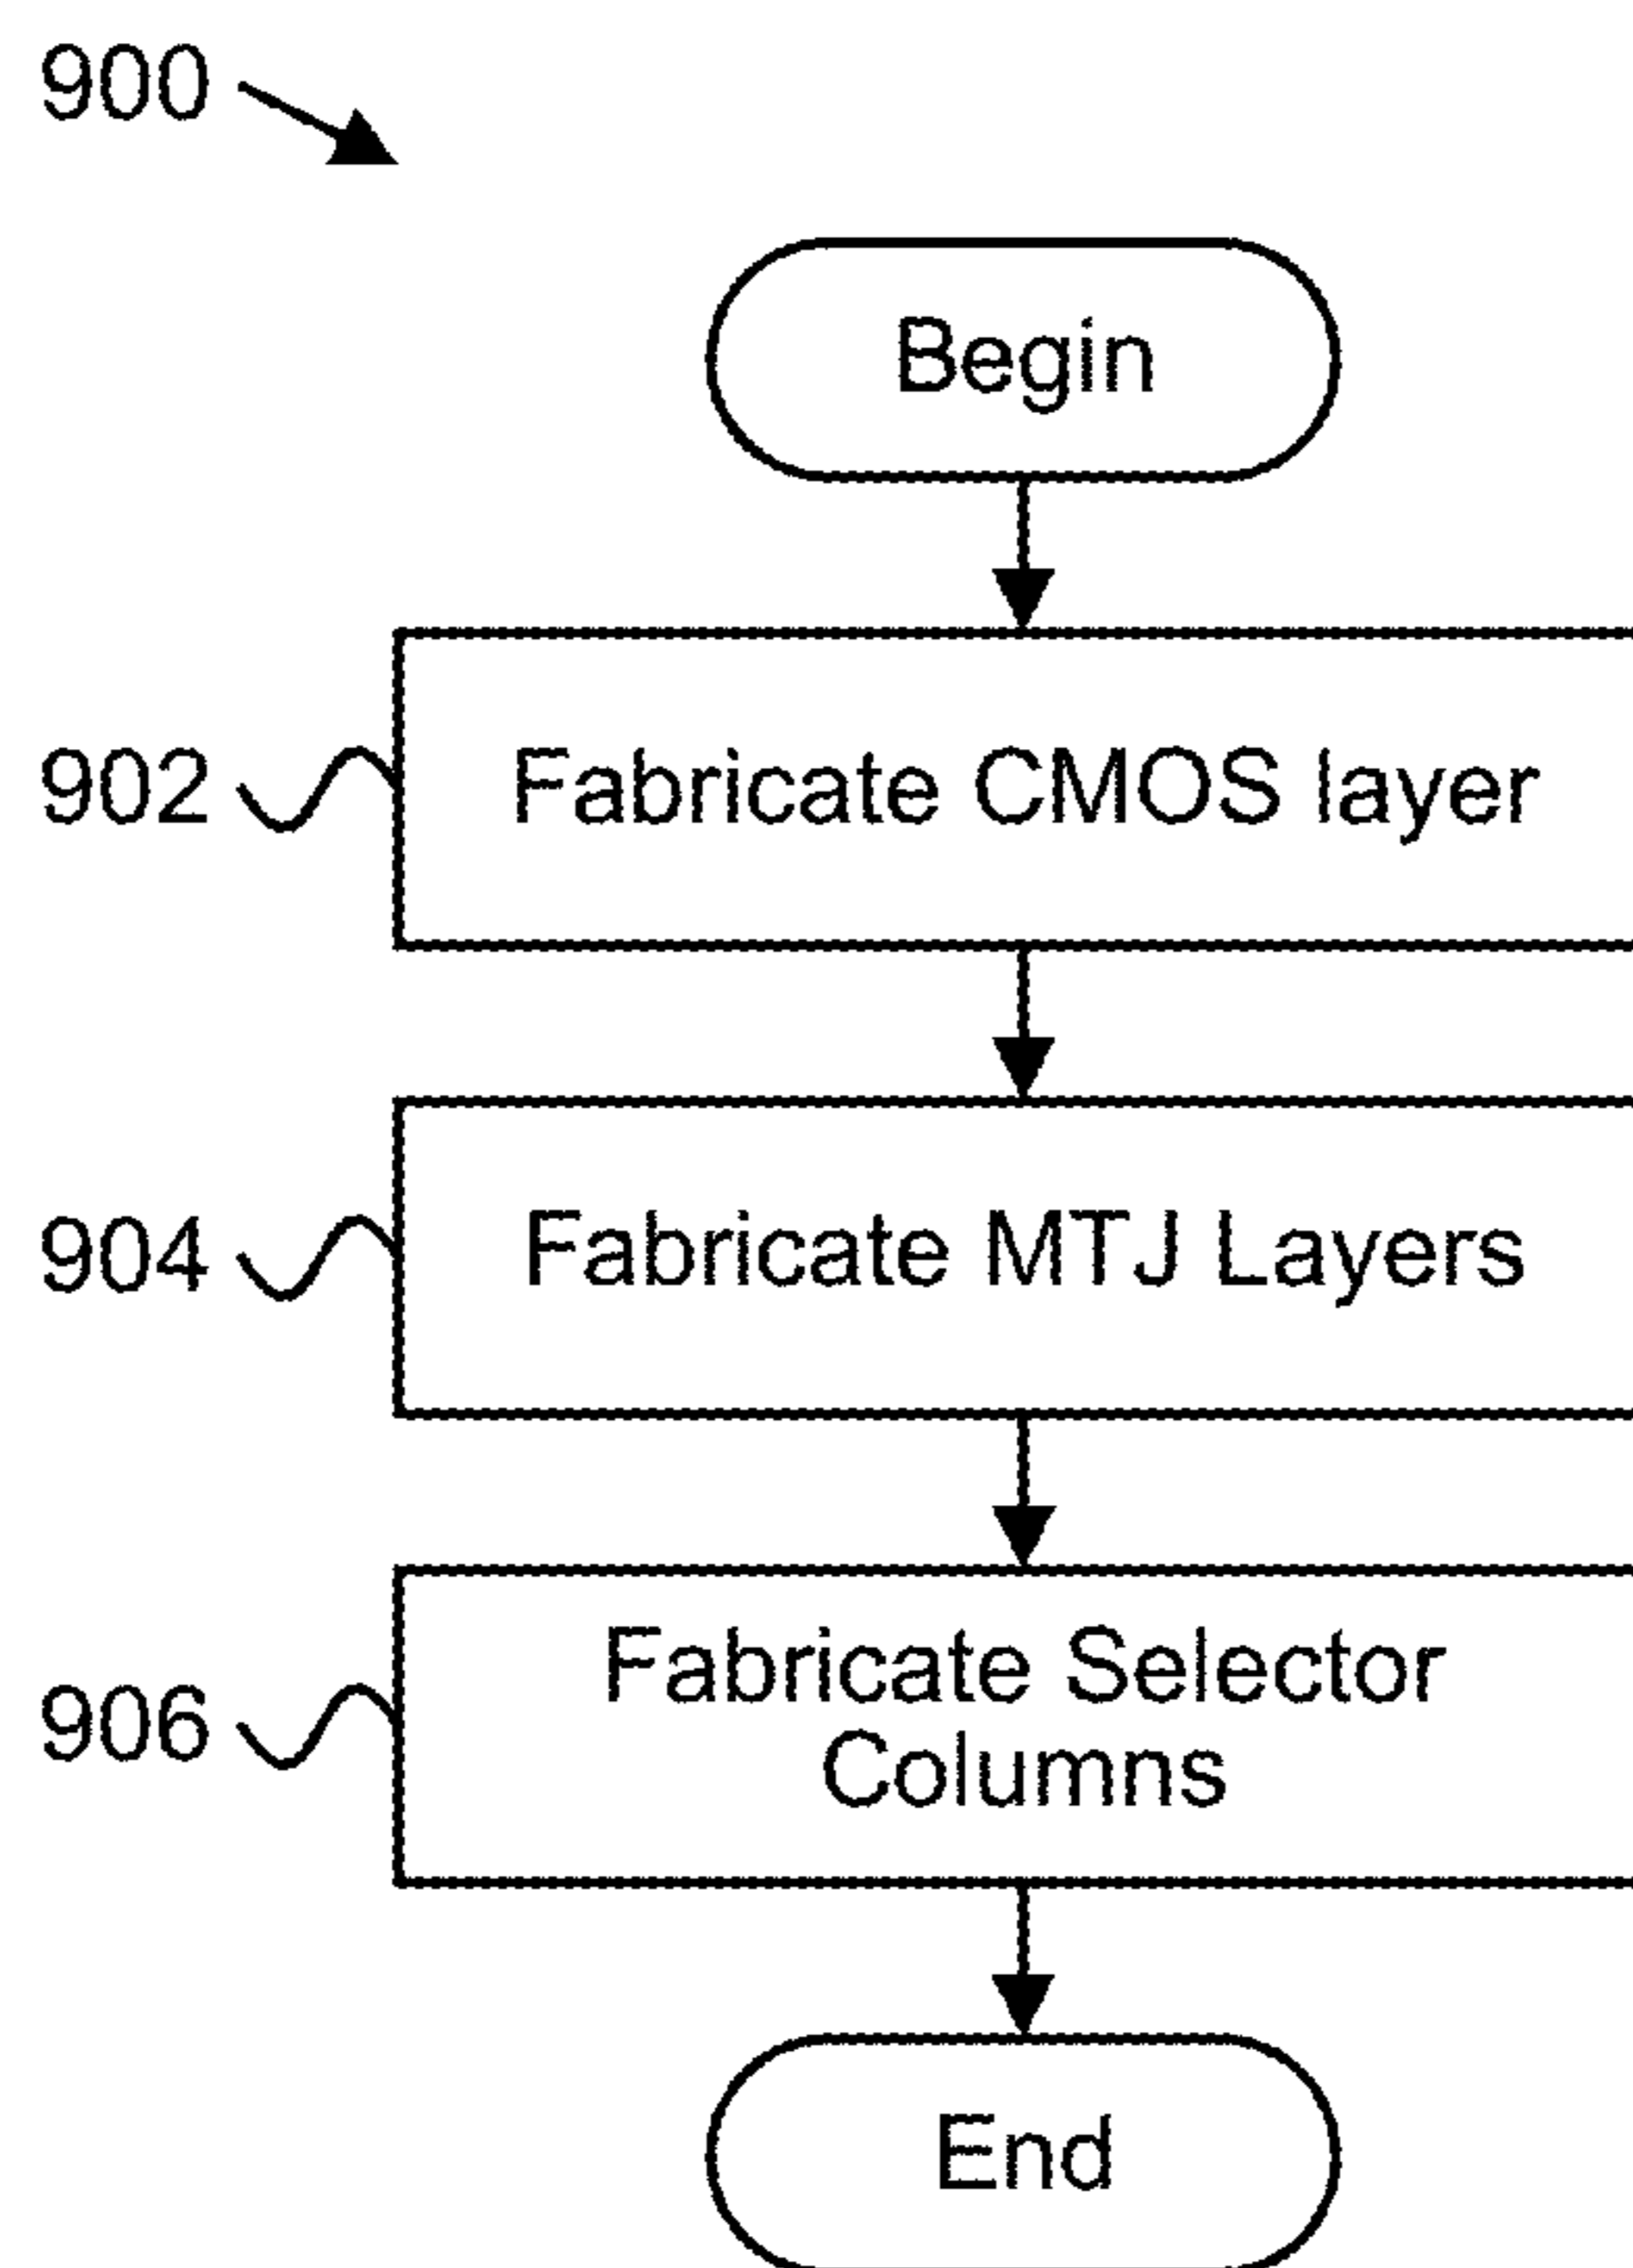 900
Begin
902
Fabricate CMOS layer
904
Fabricate MTJ Layers
906
Fabricate Selector
Columns
End